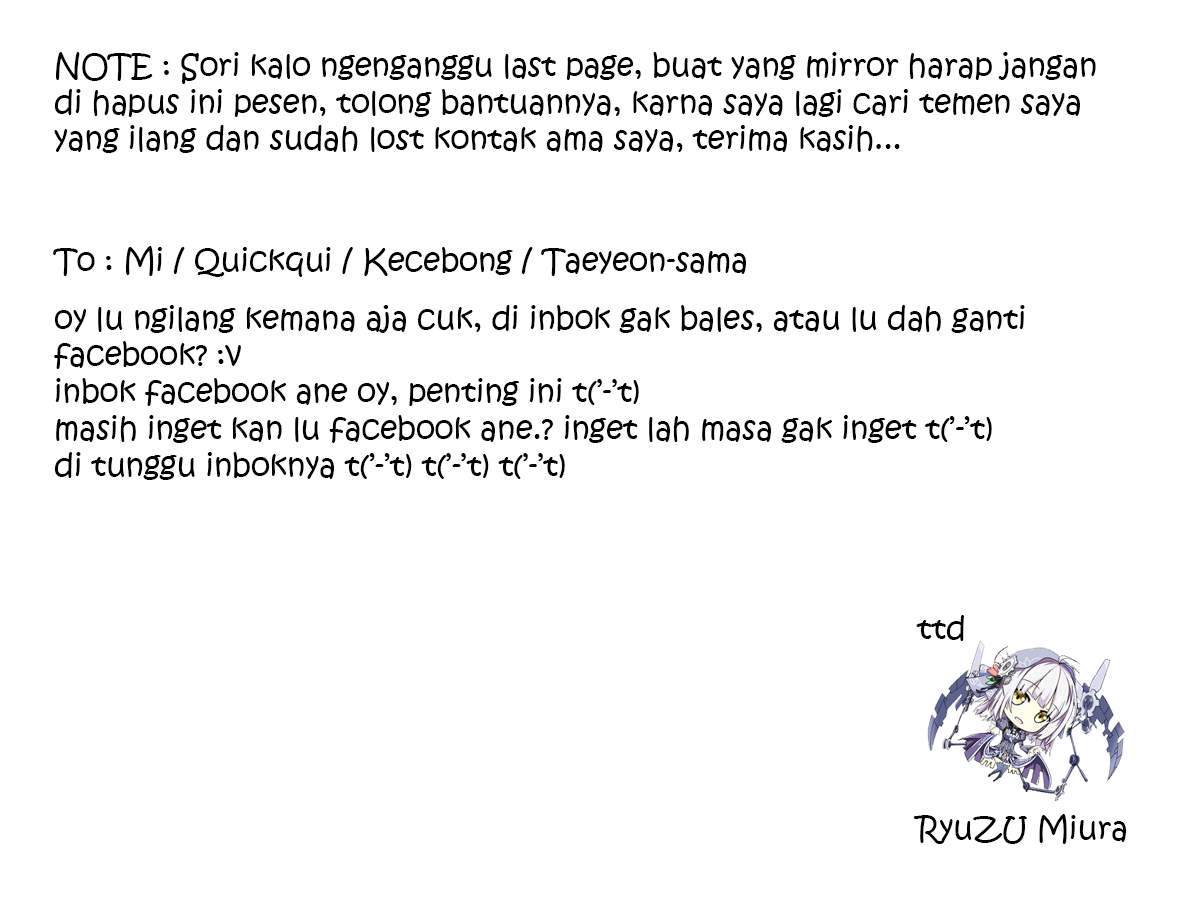 NOTE : Sori kalo ngenganggu last page, buat yang mirror harap jangan
di hapus ini pesen, tolong bantuannya, karna saya lagi cari temen saya
yang ilang dan sudah lost kontak ama saya, terima kasih...
To : Mi / Quickqui / Kecebong / Taeyeon-sama
oy lu ngilang kemana aja cuk, di inbok gak bales, atau lu dah ganti
facebook? :v
inbok facebook ane oy, penting ini t('-'t)
masih inget kan lu facebook ane.? inget lah masa gak inget t('-'t)
di tunggu inboknya t('-'t) t('-'t) t('-'t)
ttd
RyuZU Miura